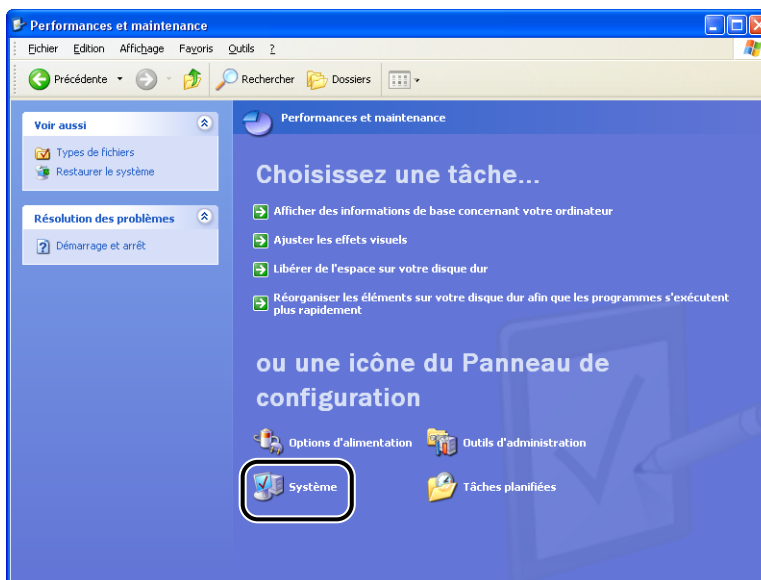 Performances et maintenance
Fichier Edition Affichage Favoris Outils ?
Précédente Rechercher Dossiers
Voir aussi
Types de fichiers
Restaurer le système
Résolution des problèmes
Démarrage et arrêt
Performances et maintenance
Choisissez une tâche...
Afficher des informations de base concernant votre ordinateur
Ajuster les effets visuels
Libérer de l'espace sur votre disque dur
Réorganiser les éléments sur votre disque dur afin que les programmes s'exécutent
plus rapidement
ou une icône du Panneau de
configuration
Options d'alimentation Outils d'administration
Système Tâches planifiées